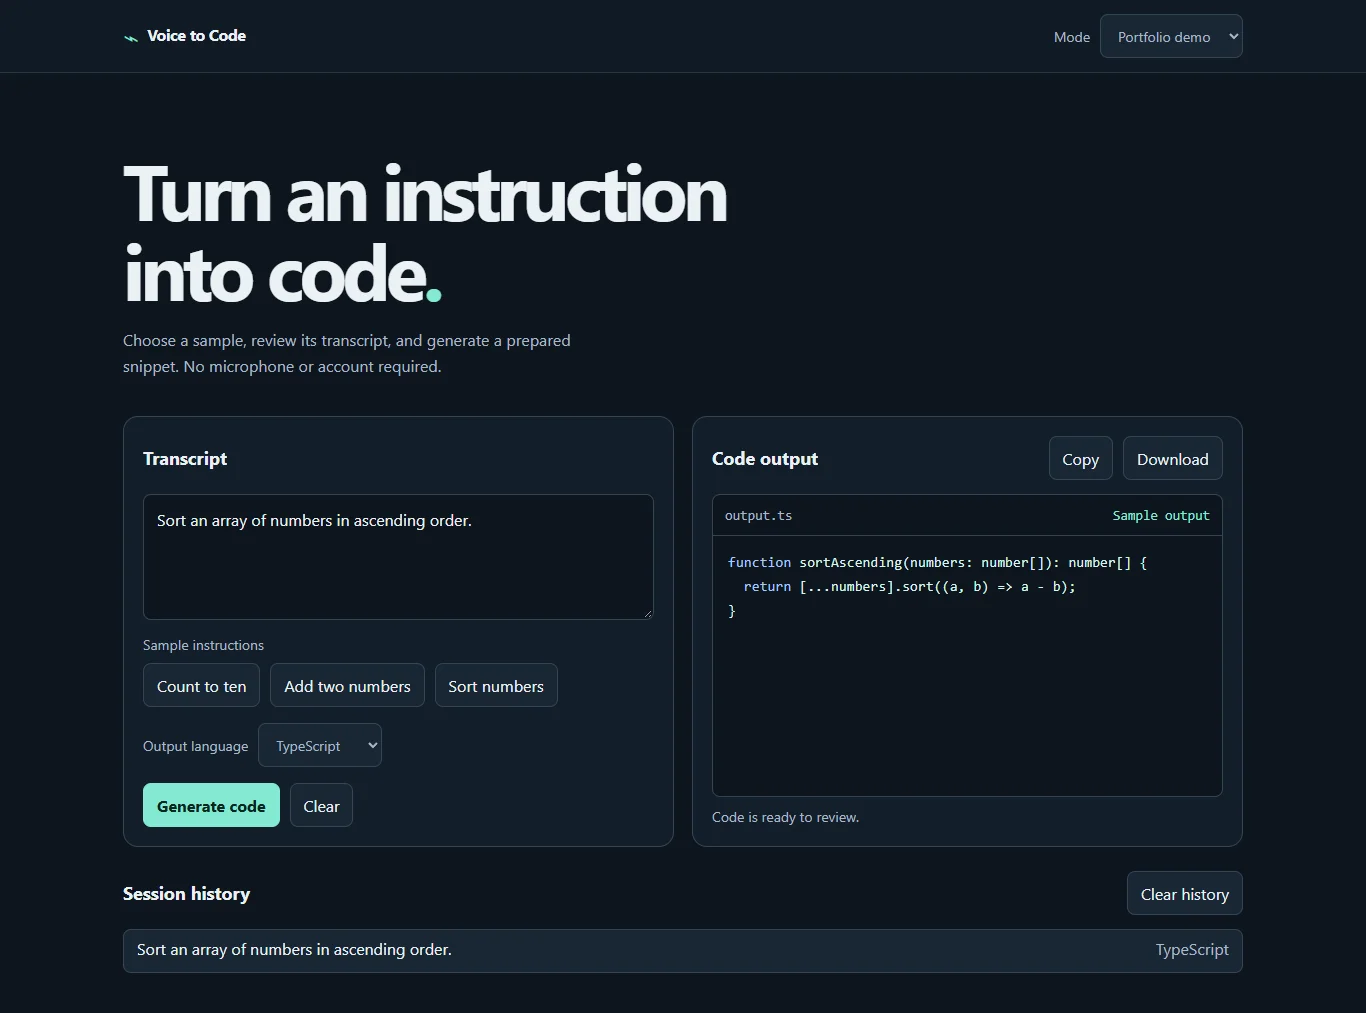 Voice to Code
Mode
Portfolio demo
Turn an instruction
into code.
Choose a sample, review its transcript, and generate a prepared
snippet. No microphone or account required.
Transcript
Sort an array of numbers in ascending order.
Sample instructions
Count to ten
Add two numbers
Sort numbers
Output language
TypeScript
Generate code
Clear
Code output
Copy
Download
output.ts
Sample output
function sortAscending(numbers: number[]): number[] {
  return [...numbers].sort((a, b) => a - b);
}
Code is ready to review.
Session history
Clear history
Sort an array of numbers in ascending order.
TypeScript